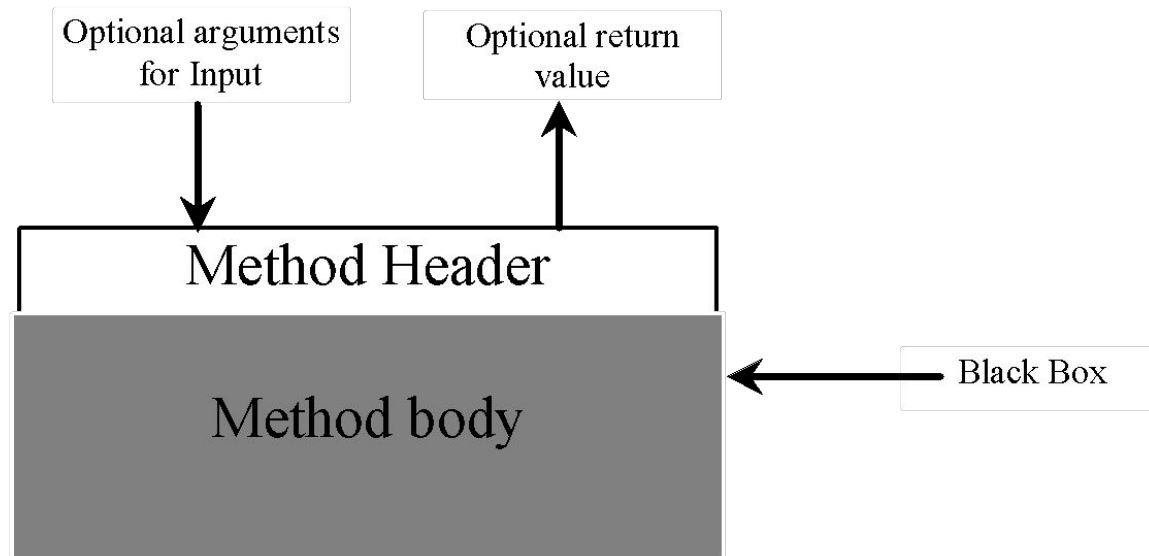 Optional arguments
for Input
Optional return
value
Method Header
Method body
Black Box